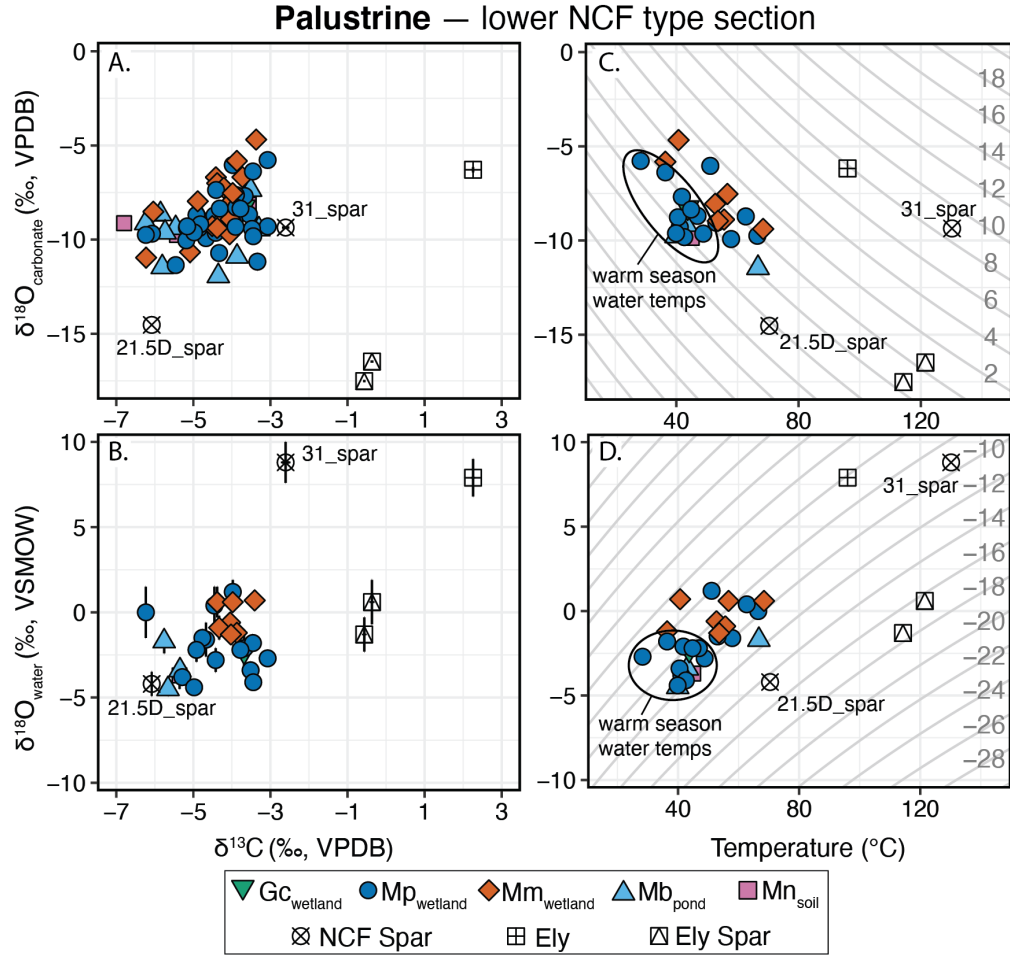 Palustrine — lower NCF type section
A.
0
−5
−10
−15
δ18Ocarbonate (‰, VPDB)
31_spar
21.5D_spar
−7 −5 −3 −1 1 3
C.
0
−5
−10
−15
18
16
14
12
10
8
6
4
2
31_spar
warm season
water temps
21.5D_spar
40 80 120
B.
10
5
0
−5
−10
δ18Owater (‰, VSMOW)
31_spar
21.5D_spar
−7 −5 −3 −1 1 3
δ13C (‰, VPDB)
D.
10
5
0
−5
−10
−10
−12
−14
−16
−18
−20
−22
−24
−26
−28
31_spar
21.5D_spar
warm season
water temps
40 80 120
Temperature (°C)
Gcwetland Mpwetland Mmwetland Mbpond Mnsoil
NCF Spar Ely Ely Spar